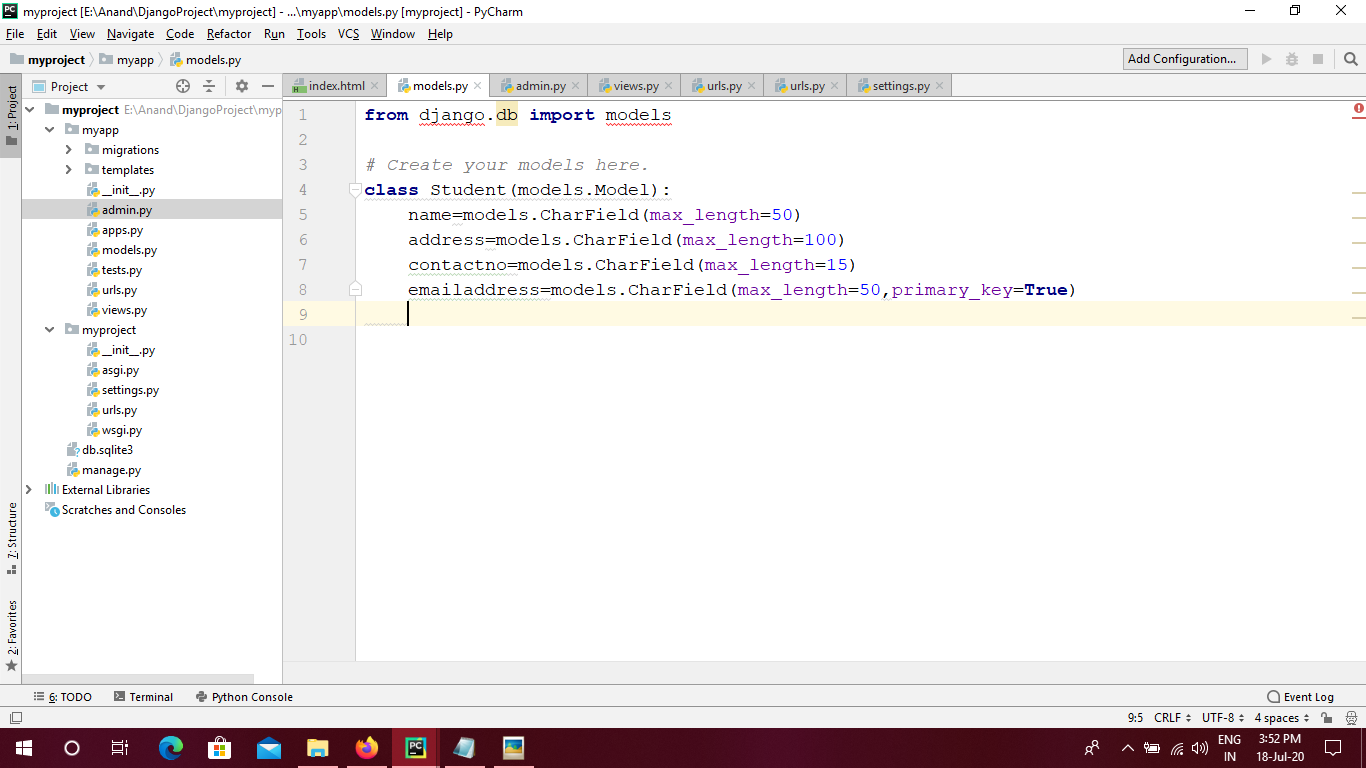 myproject [E:\Anand\DjangoProject\myproject] - ...\myapp\models.py [myproject] - PyCharm
File Edit View Navigate Code Refactor Run Tools VCS Window Help
myproject myapp models.py
Add Configuration...
1: Project
7: Structure
2: Favorites
Project
myproject E:\Anand\DjangoProject\myp
myapp
migrations
templates
__init__.py
admin.py
apps.py
models.py
tests.py
urls.py
views.py
myproject
__init__.py
asgi.py
settings.py
urls.py
wsgi.py
db.sqlite3
manage.py
External Libraries
Scratches and Consoles
index.html models.py admin.py views.py urls.py urls.py settings.py
1 from django.db import models
2
3 # Create your models here.
4 class Student(models.Model):
5 name=models.CharField(max_length=50)
6 address=models.CharField(max_length=100)
7 contactno=models.CharField(max_length=15)
8 emailaddress=models.CharField(max_length=50,primary_key=True)
9
10
6: TODO Terminal Python Console Event Log
9:5 CRLF UTF-8 4 spaces
PC
ENG
IN
3:52 PM
18-Jul-20